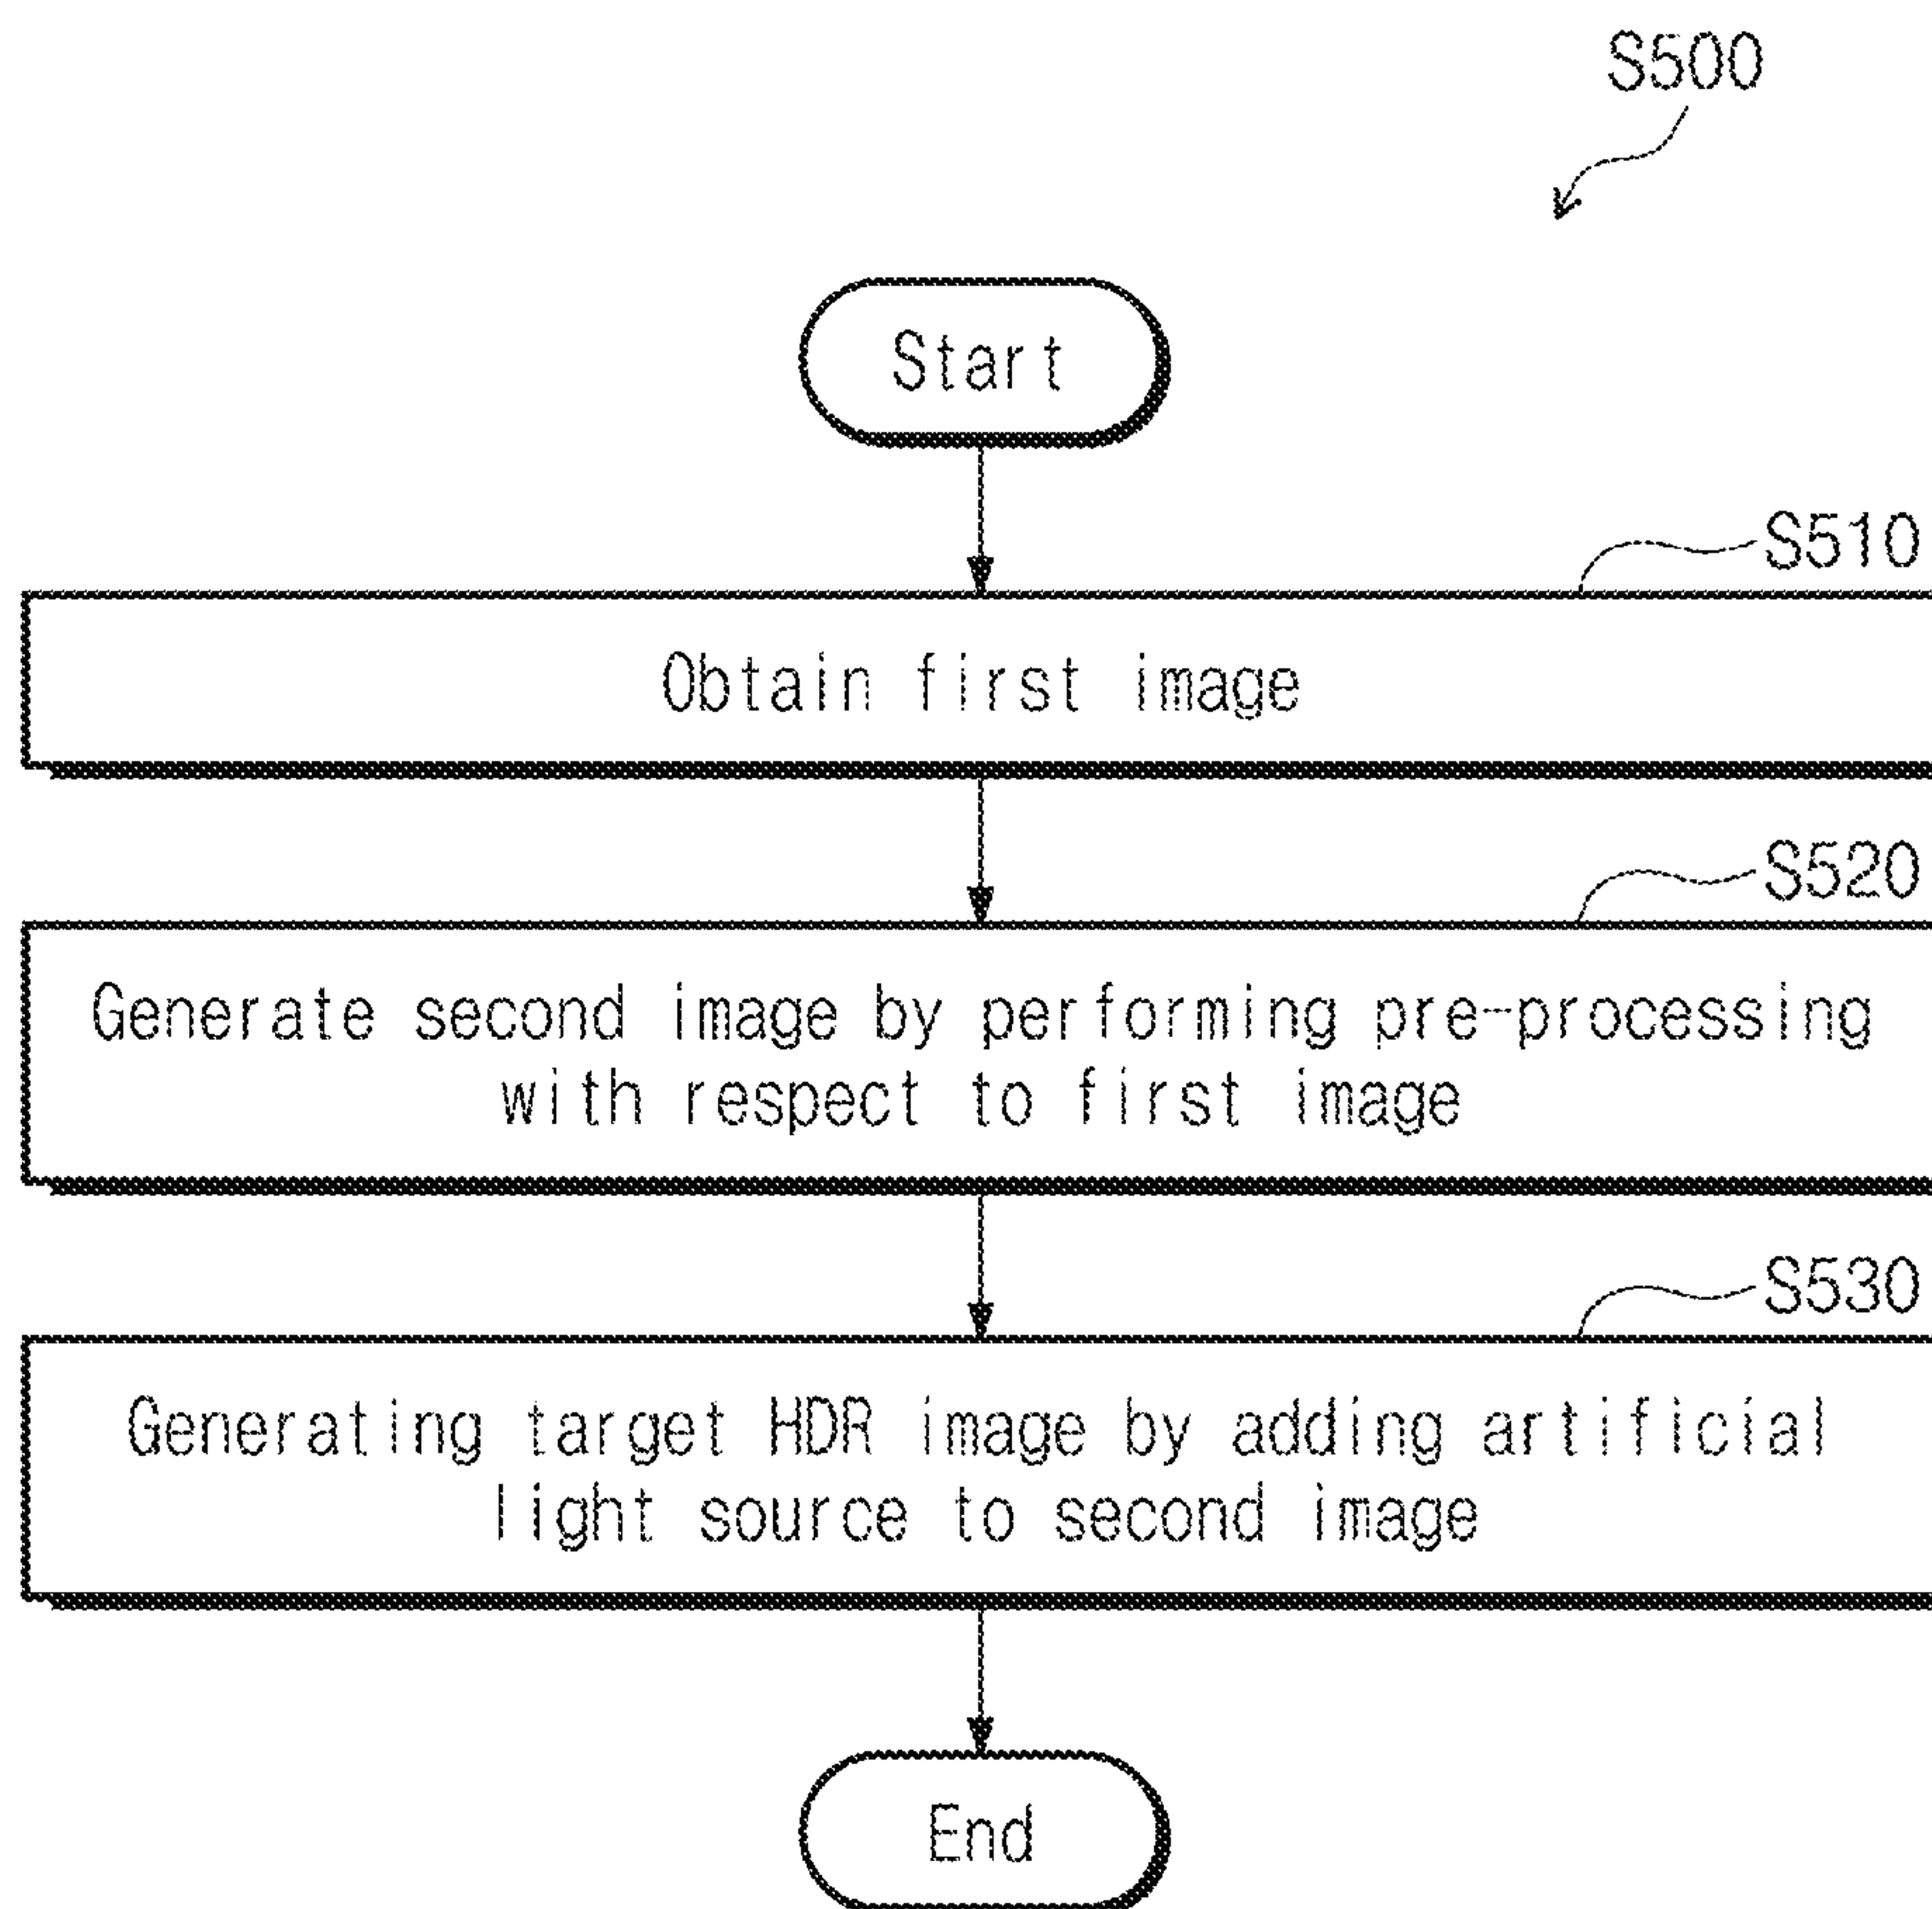 S500
Start
S510
Obtain first image
S520
Generate second image by performing pre-processing
with respect to first image
S530
Generating target HDR image by adding artificial
light source to second image
End